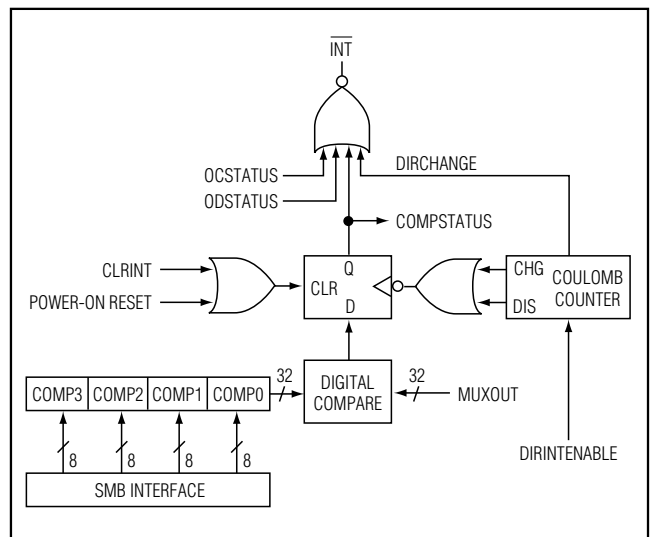 INT
OCSTATUS
DIRCHANGE
ODSTATUS
COMPSTATUS
CLRINT
POWER-ON RESET
Q
CLR
D
CHG
DIS
COULOMB
COUNTER
COMP3 COMP2 COMP1 COMP0
32
DIGITAL
COMPARE
32
MUXOUT
8 8 8 8
DIRINTENABLE
SMB INTERFACE